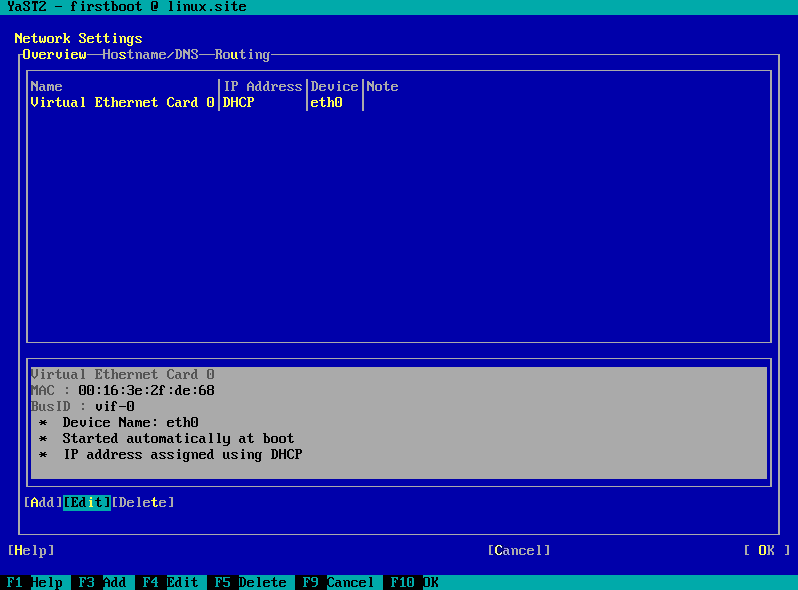 YaST2 - firstboot @ linux.site
Network Settings
Overview Hostname/DNS Routing
Name IP Address Device Note
Virtual Ethernet Card 0 DHCP eth0
Virtual Ethernet Card 0
MAC : 00:16:3e:2f:de:68
BusID : vif-0
* Device Name: eth0
* Started automatically at boot
* IP address assigned using DHCP
[Add][Edit][Delete]
[Help] [Cancel] [ OK ]
F1 Help F3 Add F4 Edit F5 Delete F9 Cancel F10 OK